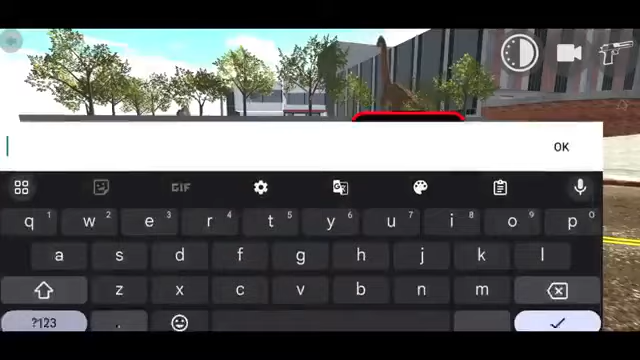 OK
GIF
q 1 w 2 e 3 r 4 t 5 y 6 u 7 i 8 o 9 p 0
a s d f g h j k l
z x c v b n m
?123 .